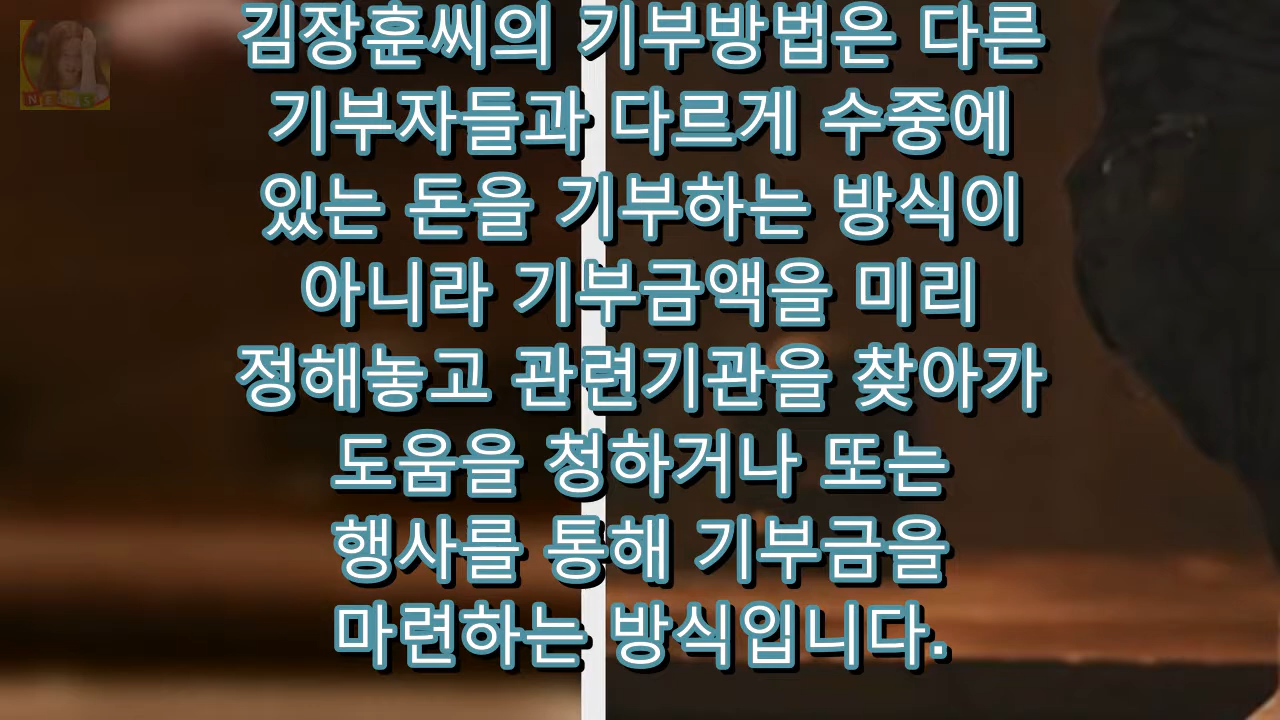 김장훈씨의 기부방법은 다른
기부자들과 다르게 수중에
있는 돈을 기부하는 방식이
아니라 기부금액을 미리
정해놓고 관련기관을 찾아가
도움을 청하거나 또는
행사를 통해 기부금을
마련하는 방식입니다.
NEWS